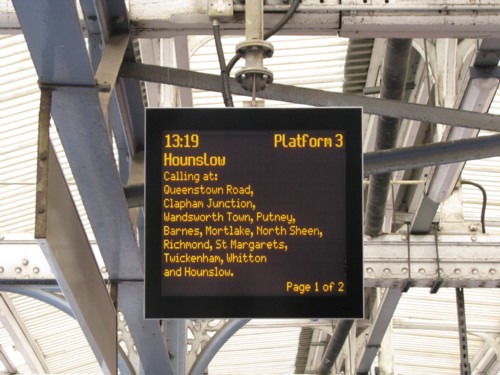 13:19 Platform 3
Hounslow
Calling at:
Queenstown Road,
Clapham Junction,
Wandsworth Town, Putney,
Barnes, Mortlake, North Sheen,
Richmond, St Margarets,
Twickenham, Whitton
and Hounslow.
Page 1 of 2